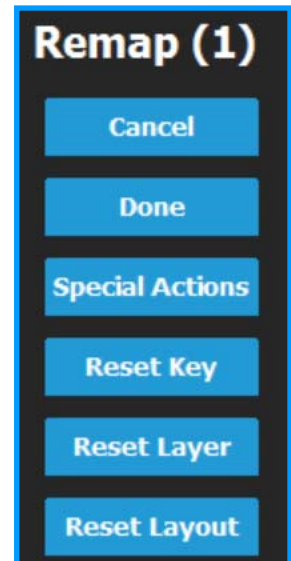 Remap (1)
Cancel
Done
Special Actions
Reset Key
Reset Layer
Reset Layout